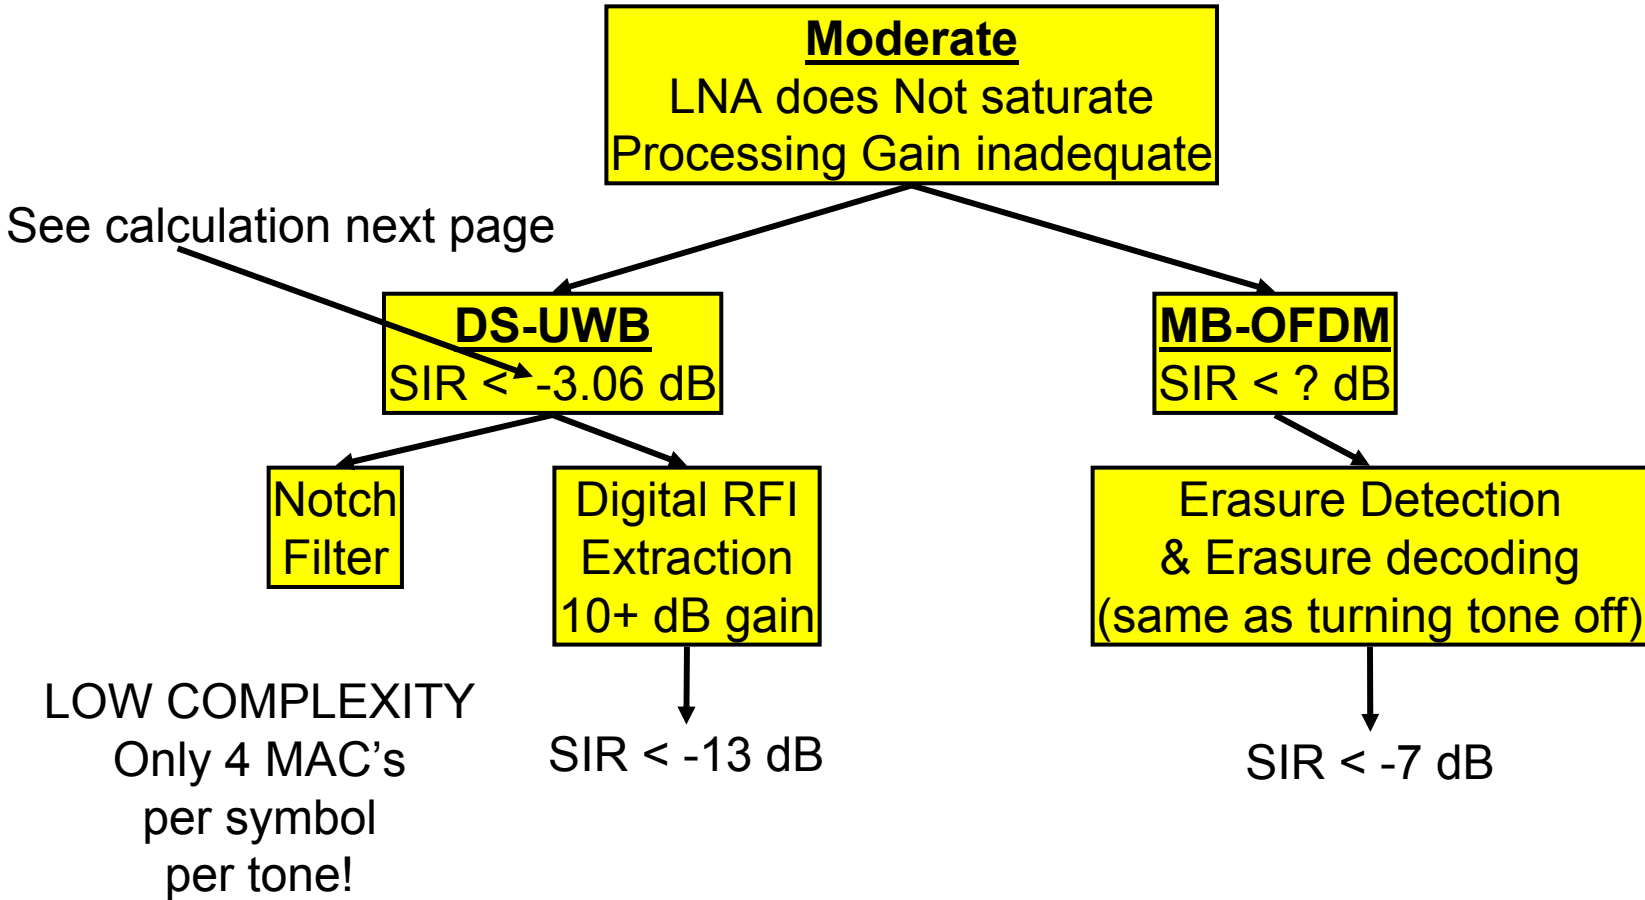 Moderate
LNA does Not saturate
Processing Gain inadequate
See calculation next page
DS-UWB
SIR < -3.06 dB
MB-OFDM
SIR < ? dB
Notch
Filter
Digital RFI
Extraction
10+ dB gain
Erasure Detection
& Erasure decoding
(same as turning tone off)
LOW COMPLEXITY
Only 4 MAC's
per symbol
per tone!
SIR < -13 dB
SIR < -7 dB